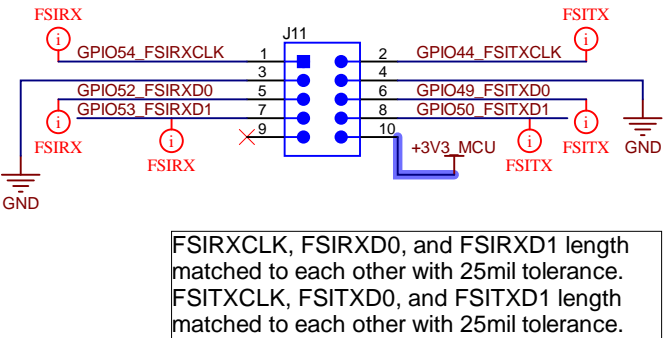 FSIRX
FSITX
i
J11
i
GPIO54_FSIRXCLK
1
2
GPIO44_FSITXCLK
3
4
GPIO52_FSIRXD0
5
6
GPIO49_FSITXD0
GPIO53_FSIRXD1
7
8
GPIO50_FSITXD1
i
i
i
i
9
10
+3V3_MCU
FSIRX
FSIRX
FSITX
FSITX
GND
GND
FSIRXCLK, FSIRXD0, and FSIRXD1 length
matched to each other with 25mil tolerance.
FSITXCLK, FSITXD0, and FSITXD1 length
matched to each other with 25mil tolerance.